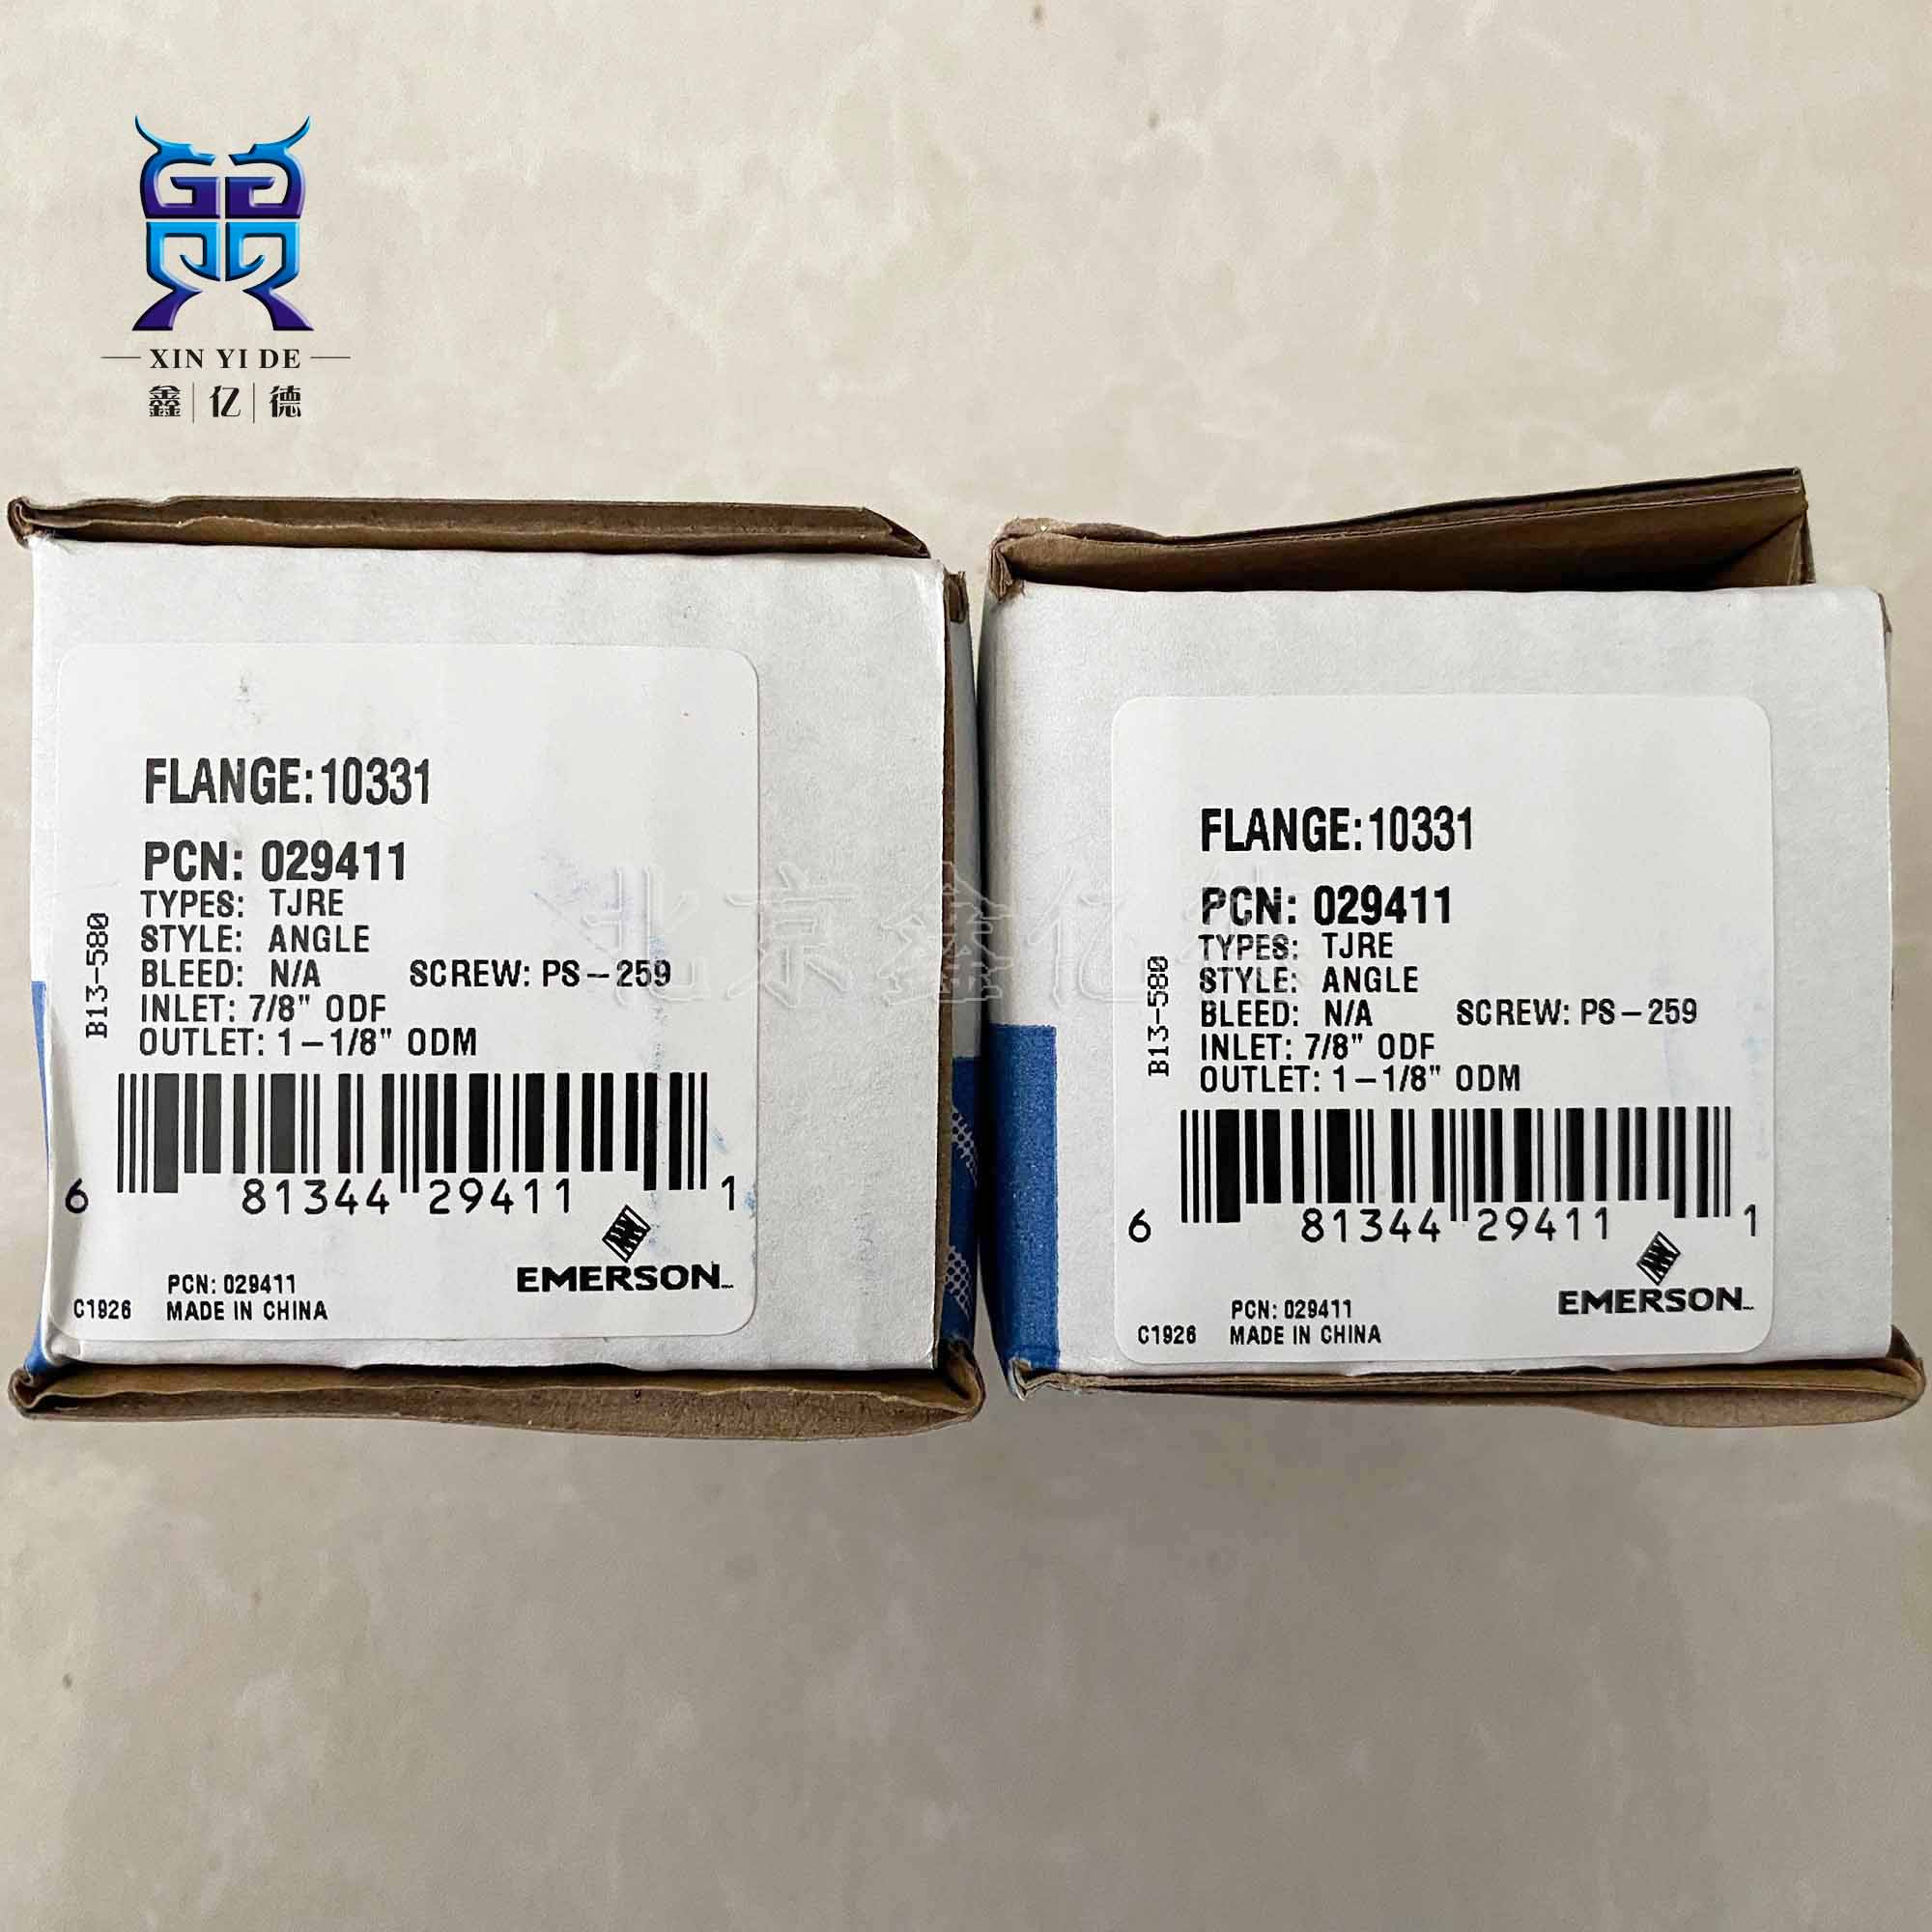 XIN YI DE
鑫亿德
FLANGE:10331
PCN: 029411
TYPES: TJRE
STYLE: ANGLE
BLEED: N/A SCREW: PS-259
INLET: 7/8" ODF
OUTLET: 1-1/8" ODM
B13-580
6 81344 29411 1
EMERSON
PCN: 029411
C1926 MADE IN CHINA
FLANGE:10331
PCN: 029411
TYPES: TJRE
STYLE: ANGLE
BLEED: N/A SCREW: PS-259
INLET: 7/8" ODF
OUTLET: 1-1/8" ODM
B13-580
6 81344 29411 1
EMERSON
PCN: 029411
C1926 MADE IN CHINA
北京鑫亿德